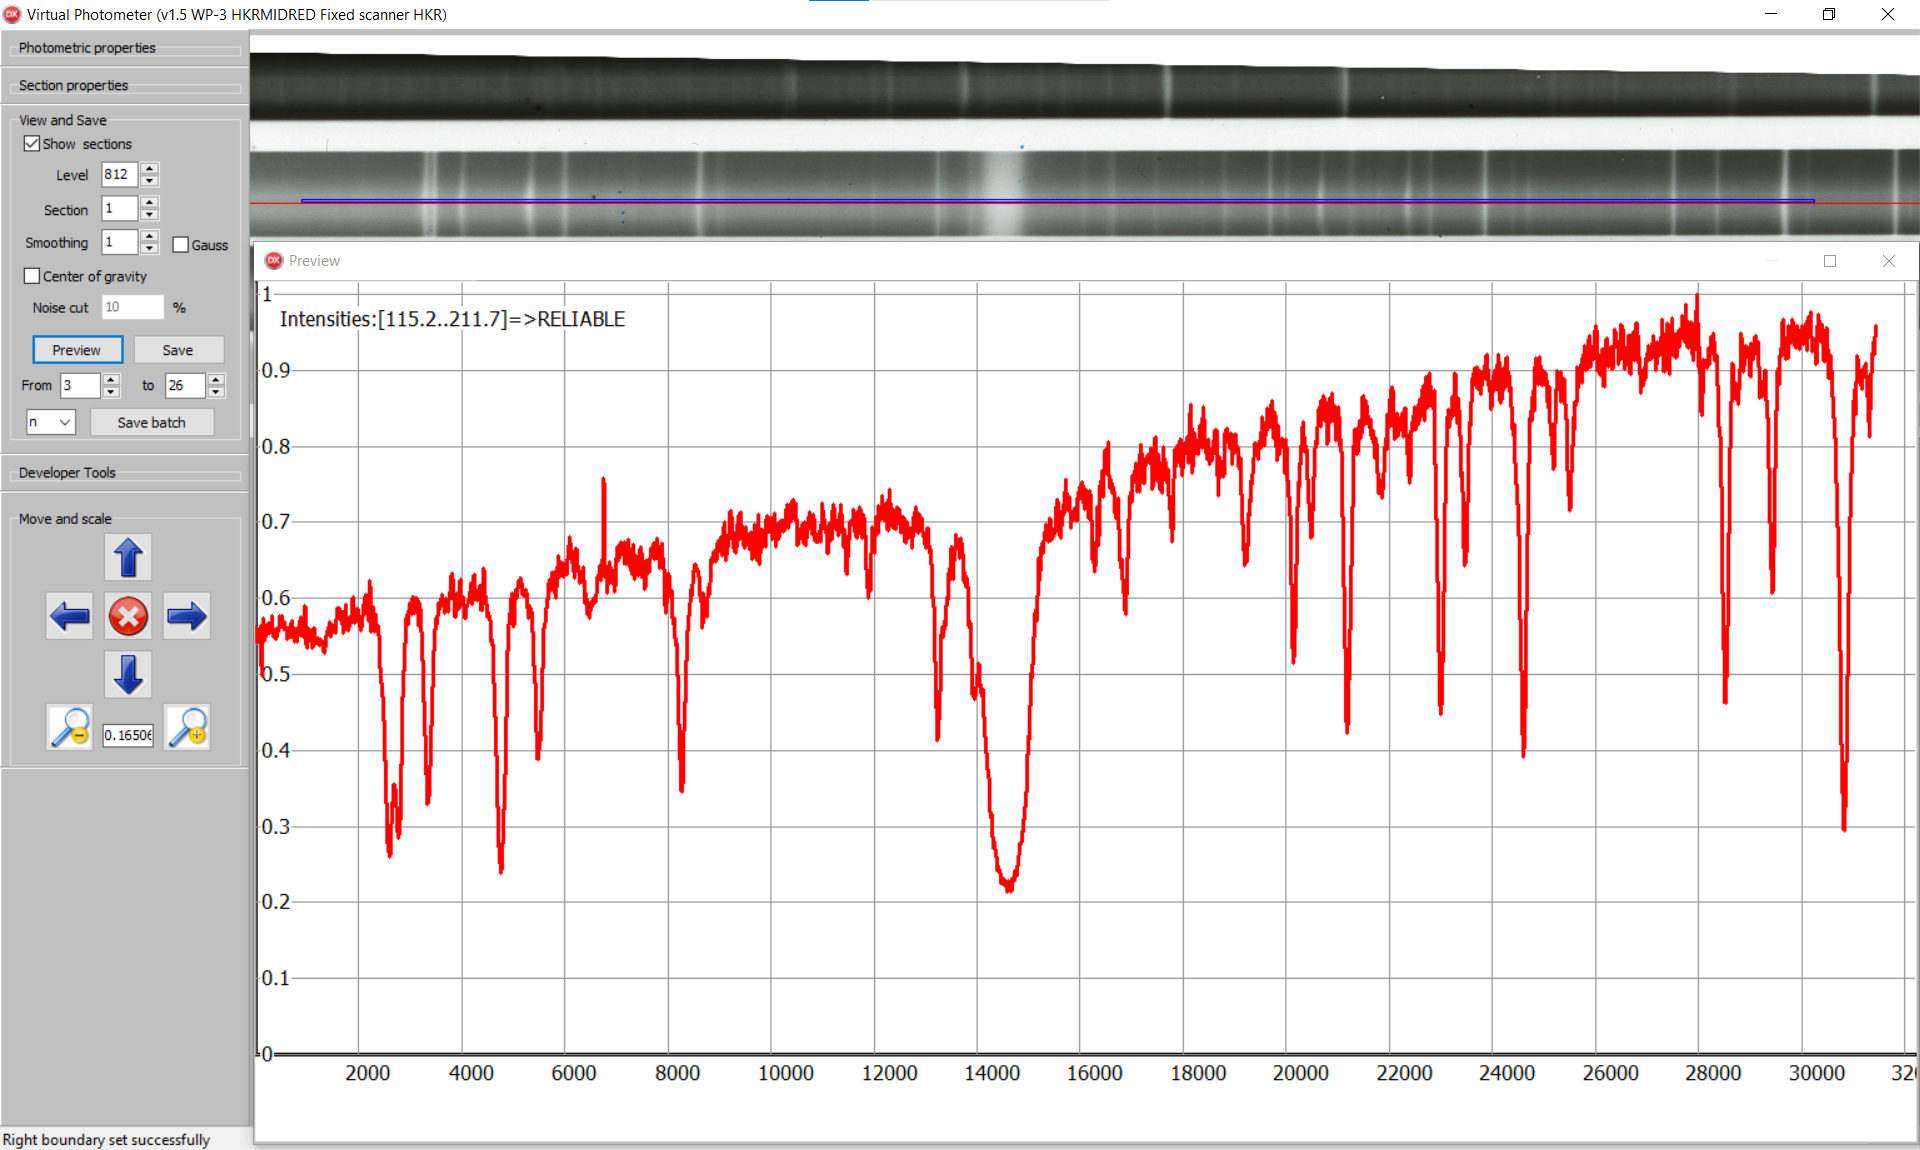 Virtual Photometer (v1.5 WP-3 HKRMIDRED Fixed scanner HKR)
Photometric properties
Section properties
View and Save
Show sections
Level 812
Section 1
Smoothing 1 Gauss
Center of gravity
Noise cut 10 %
Preview Save
From 3 to 26
n Save batch
Developer Tools
Move and scale
0.1650
Right boundary set successfully
Preview
Intensities:[115.2..211.7]=>RELIABLE
1
0.9
0.8
0.7
0.6
0.5
0.4
0.3
0.2
0.1
0
2000 4000 6000 8000 10000 12000 14000 16000 18000 20000 22000 24000 26000 28000 30000